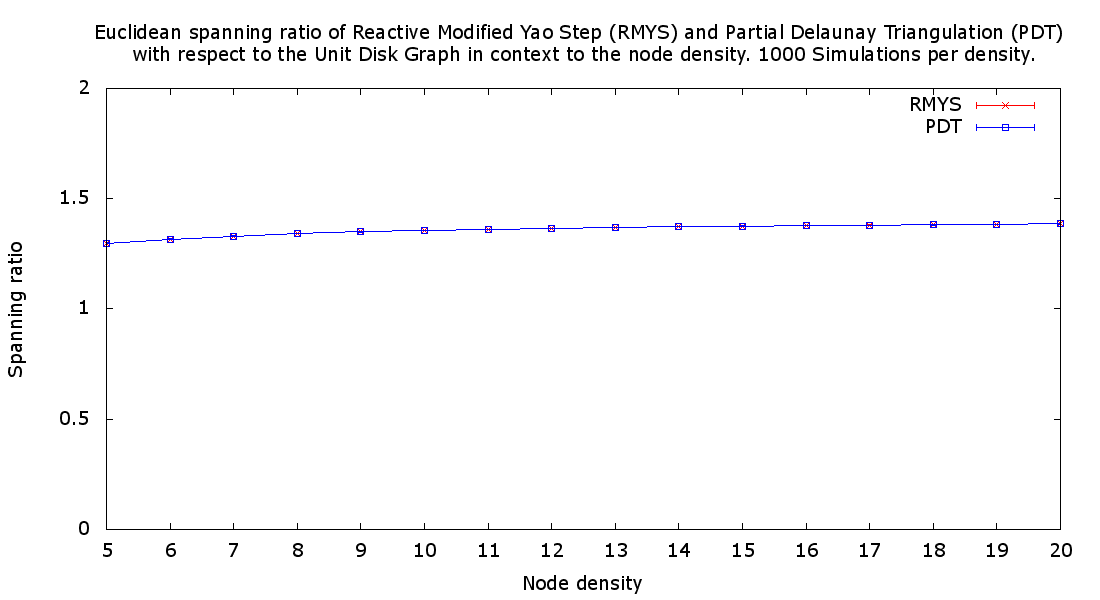 Euclidean spanning ratio of Reactive Modified Yao Step (RMYS) and Partial Delaunay Triangulation (PDT)
with respect to the Unit Disk Graph in context to the node density. 1000 Simulations per density.
RMYS
PDT
2
1.5
1
0.5
0
Spanning ratio
5 6 7 8 9 10 11 12 13 14 15 16 17 18 19 20
Node density